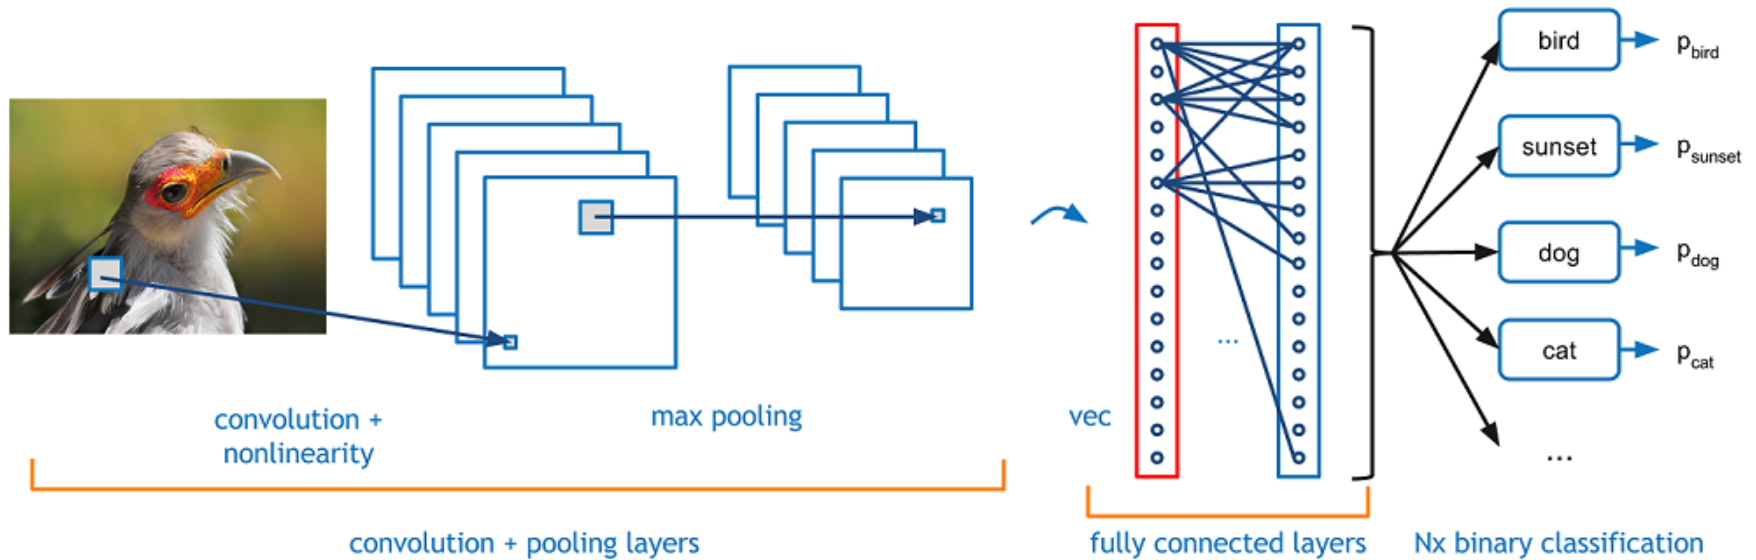 bird
p_bird
sunset
p_sunset
dog
p_dog
cat
p_cat
...
...
convolution +
nonlinearity
max pooling
vec
convolution + pooling layers
fully connected layers
Nx binary classification